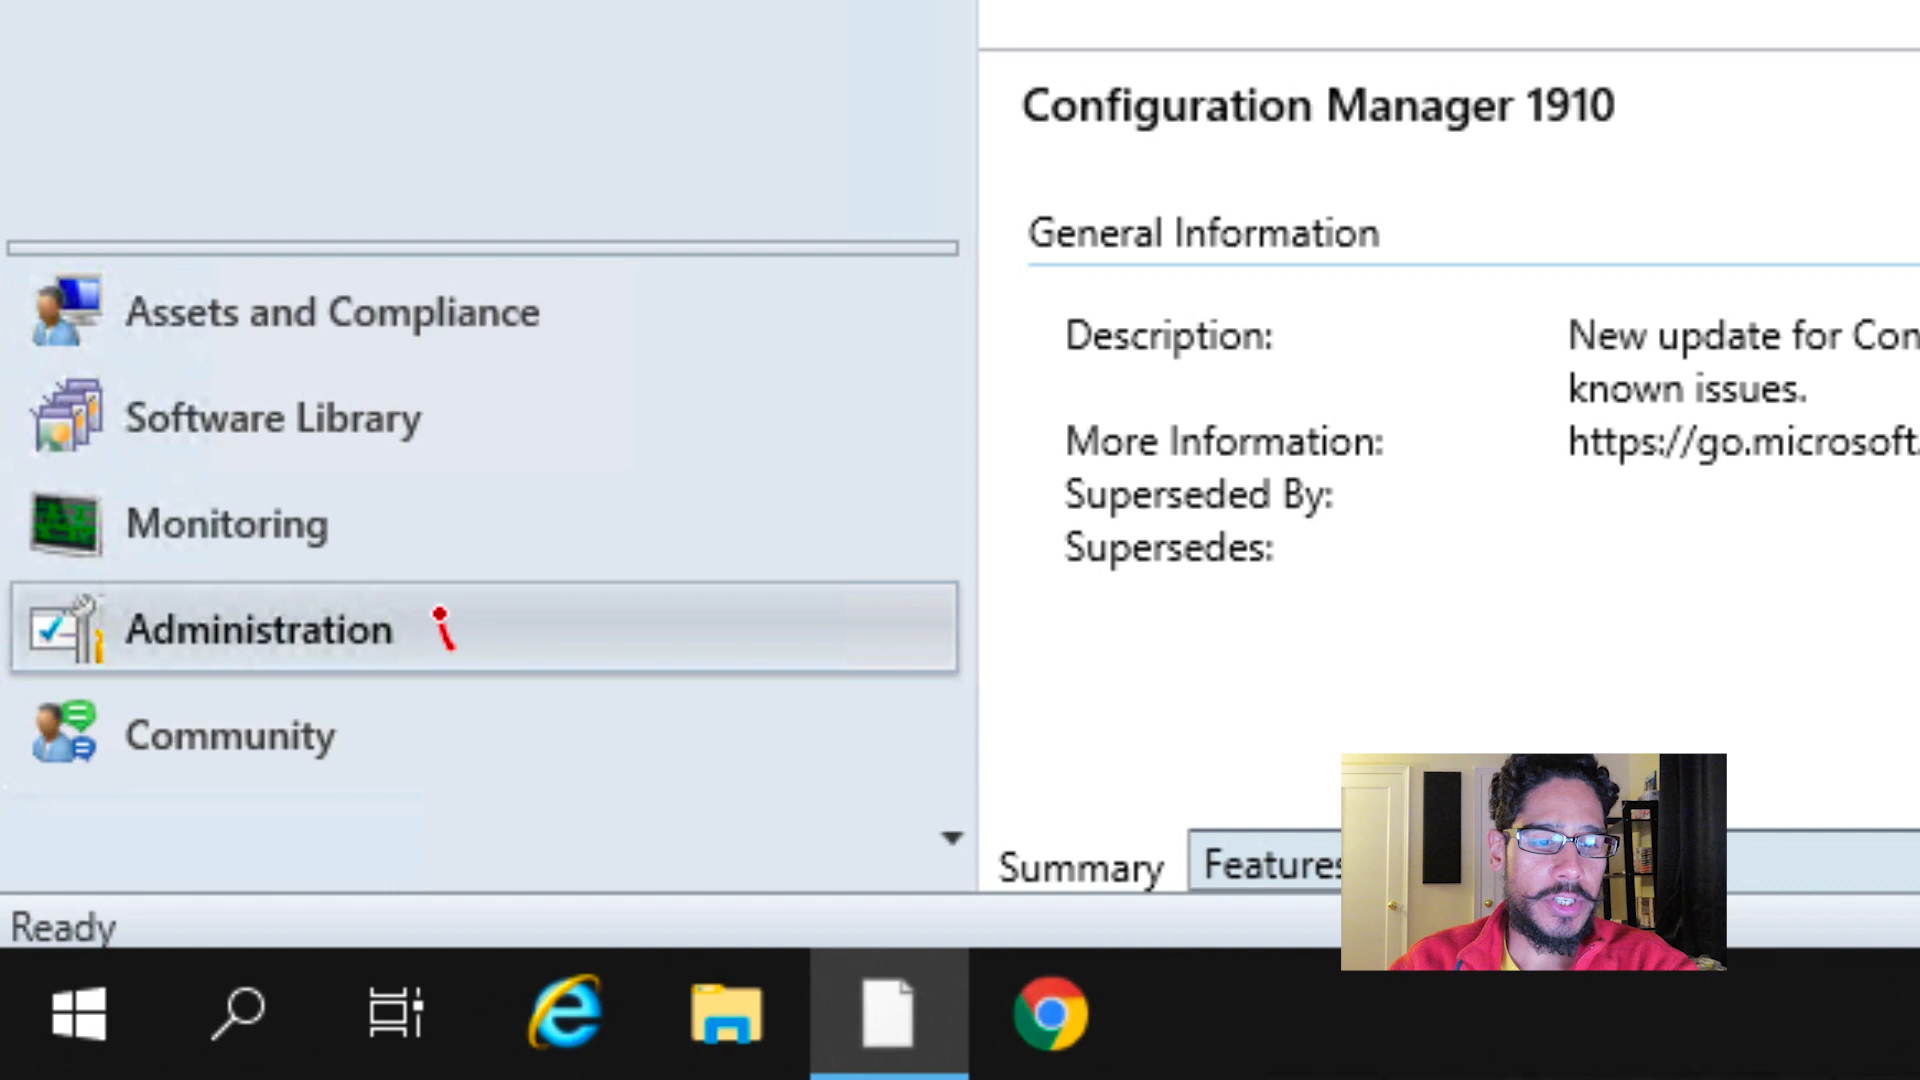 Configuration Manager 1910
General Information
Description:
New update for Con
known issues.
More Information:
https://go.microsoft.
Superseded By:
Supersedes:
Assets and Compliance
Software Library
Monitoring
Administration
Community
Summary
Features
Ready